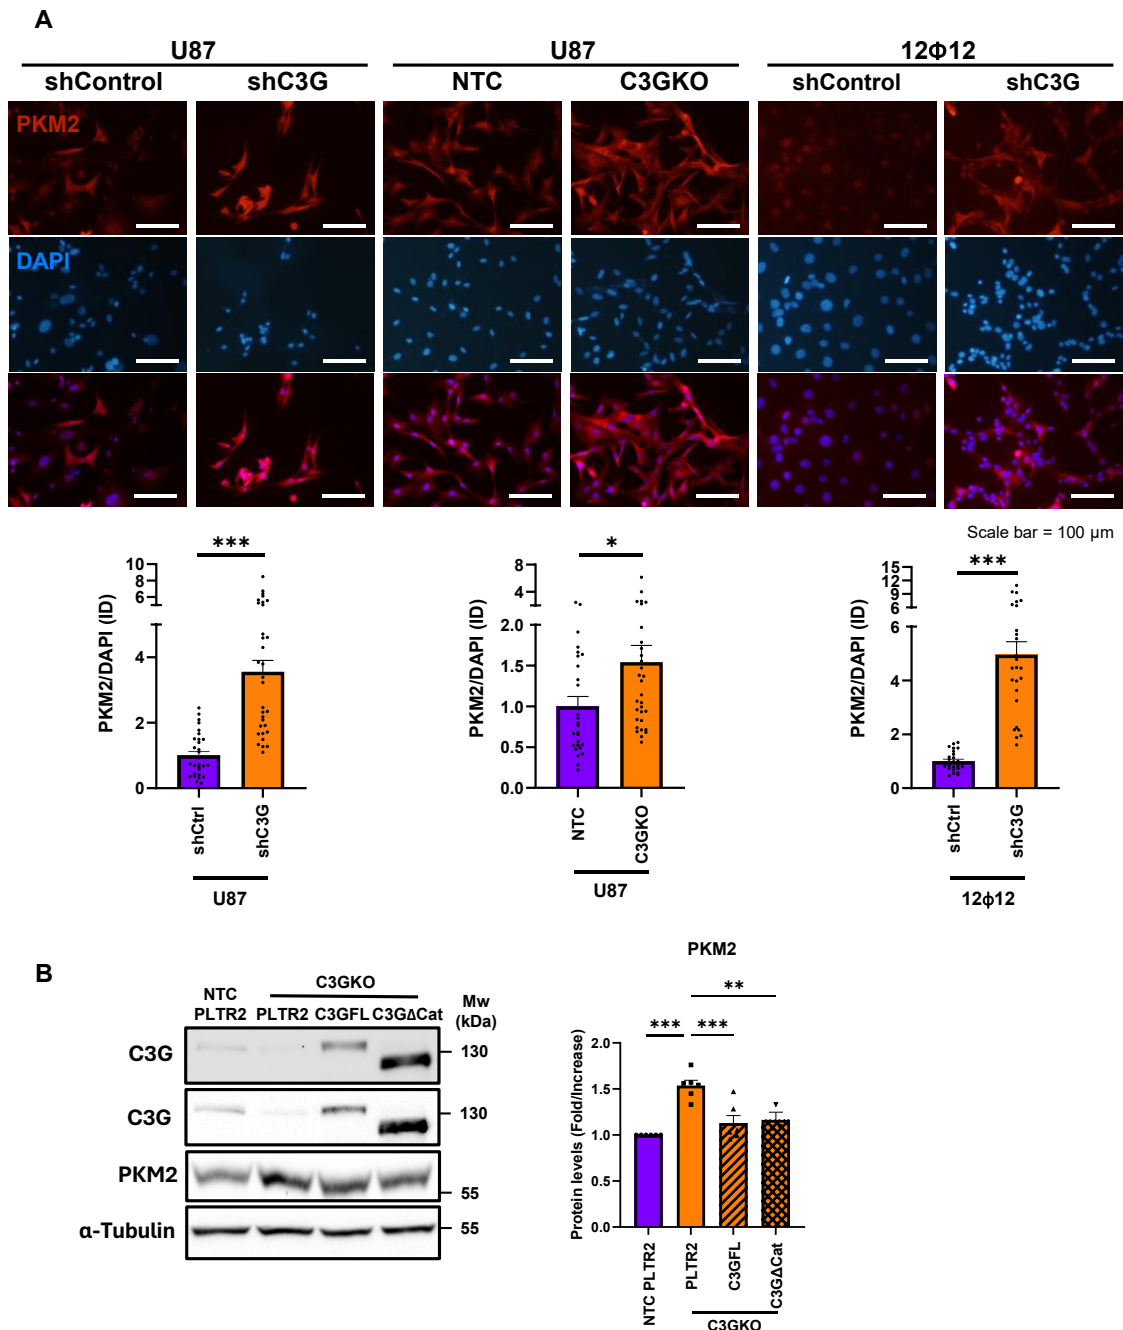 A
U87
U87
12Φ12
shControl
shC3G
NTC
C3GKO
shControl
shC3G
PKM2
DAPI
Scale bar = 100 µm
PKM2/DAPI (ID)
10
8
6
4
2
0
***
shCtrl
shC3G
U87
PKM2/DAPI (ID)
8
4
2.0
1.5
1.0
0.5
0.0
*
NTC
C3GKO
U87
PKM2/DAPI (ID)
15
12
9
6
6
4
2
0
***
shCtrl
shC3G
12ϕ12
B
NTC
PLTR2
C3GKO
PLTR2
C3GFL
C3GΔCat
Mw
(kDa)
C3G
130
C3G
130
PKM2
55
α-Tubulin
55
PKM2
Protein levels (Fold/Increase)
2.0
1.5
1.0
0.5
0.0
***
***
**
NTC PLTR2
PLTR2
C3GFL
C3GΔCat
C3GKO